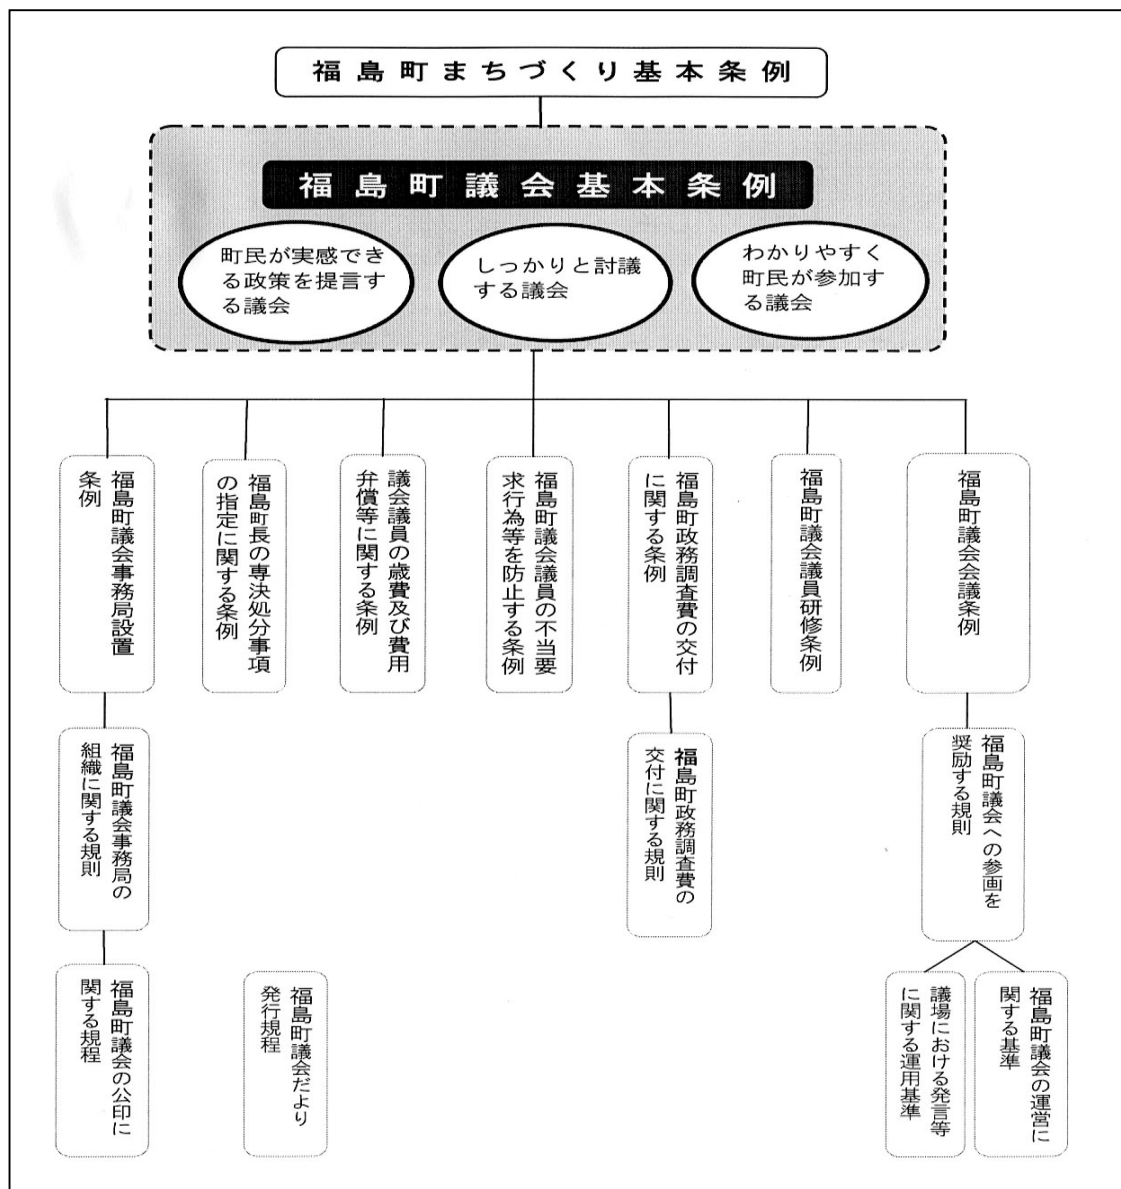 福島町まちづくり基本条例
福島町議会基本条例
町民が実感でき
る政策を提言す
る議会
しっかりと討議
する議会
わかりやすく
町民が参加す
る議会
福島町議会事務局設置
条例
福島町長の専決処分事項
の指定に関する条例
議会議員の歳費及び費用
弁償等に関する条例
福島町議会議員の不当要
求行為等を防止する条例
福島町政務調査費の交付
に関する条例
福島町議会議員研修条例
福島町議会会議条例
福島町議会事務局の
組織に関する規則
福島町政務調査費の
交付に関する規則
福島町議会への参画を
奨励する規則
福島町議会の公印に
関する規程
福島町議会だより
発行規程
議場における発言等
に関する運用基準
福島町議会の運営に
関する基準